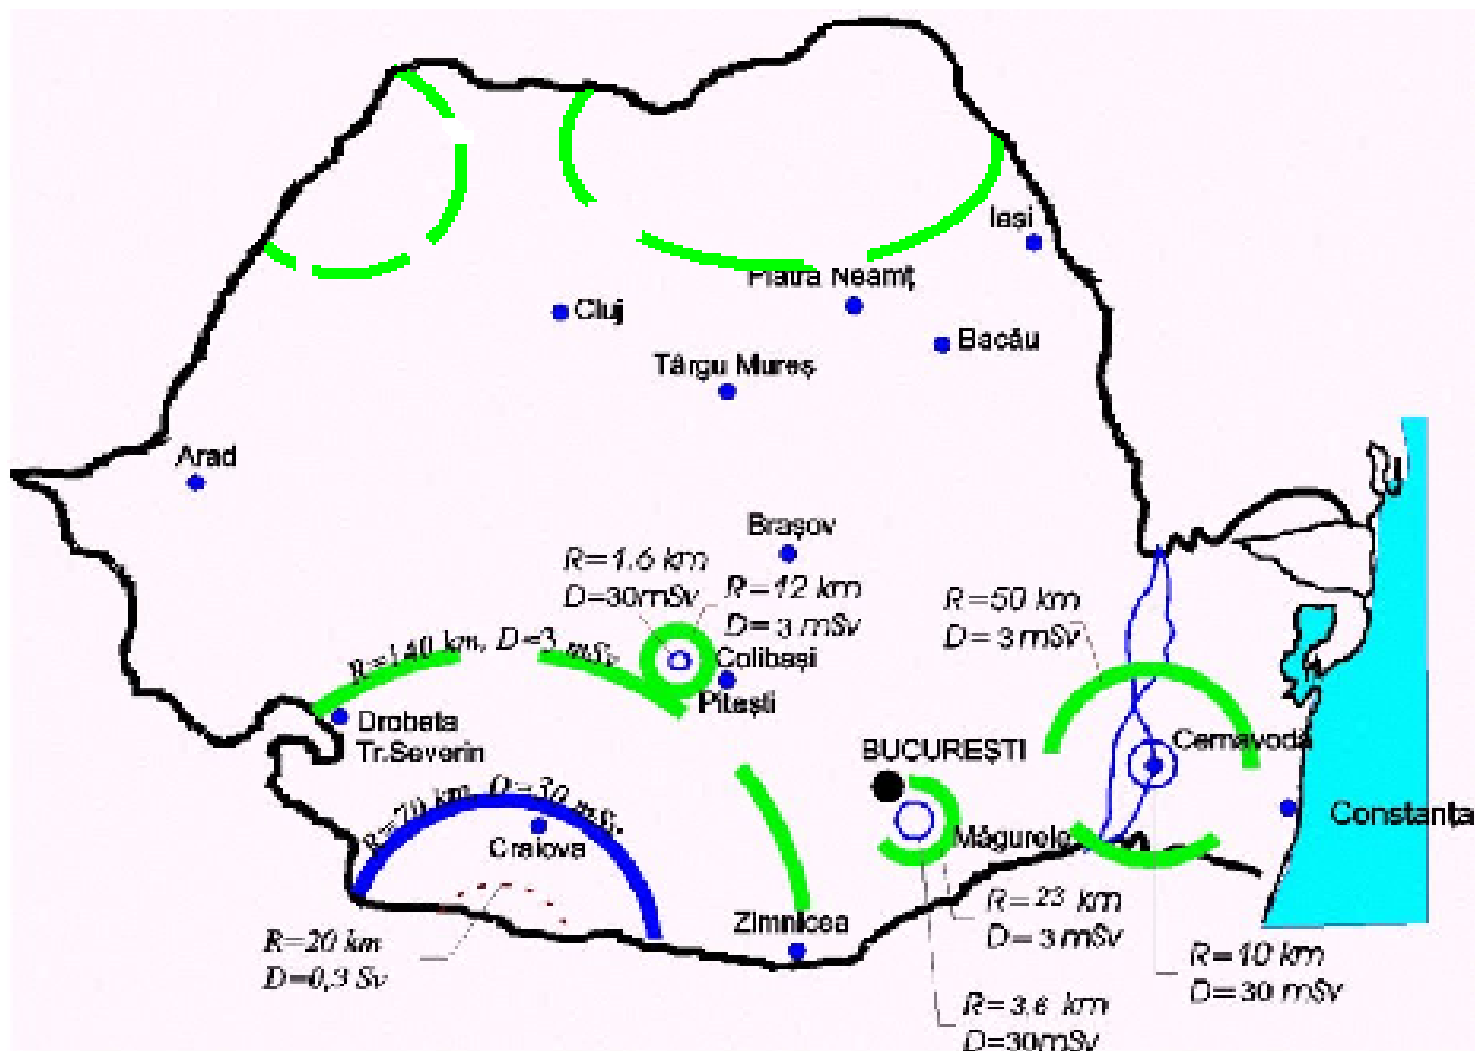 Iași
Piatra Neamț
Cluj
Bacău
Târgu Mureș
Arad
Brașov
R=1,6 km
D=30mSv
R=12 km
D= 3 mSv
R=50 km
D= 3 mSv
R=140 km, D=3 mSv
Colibași
Pitești
Drobeta
Tr.Severin
BUCUREȘTI
Cernavodă
R=70 km, D=30 mSv
Craiova
Măgurele
Constanța
Zimnicea
R=20 km
D=0,3 Sv
R=23 km
D= 3 mSv
R=10 km
D=30 mSv
R=3,6 km
D=30mSv